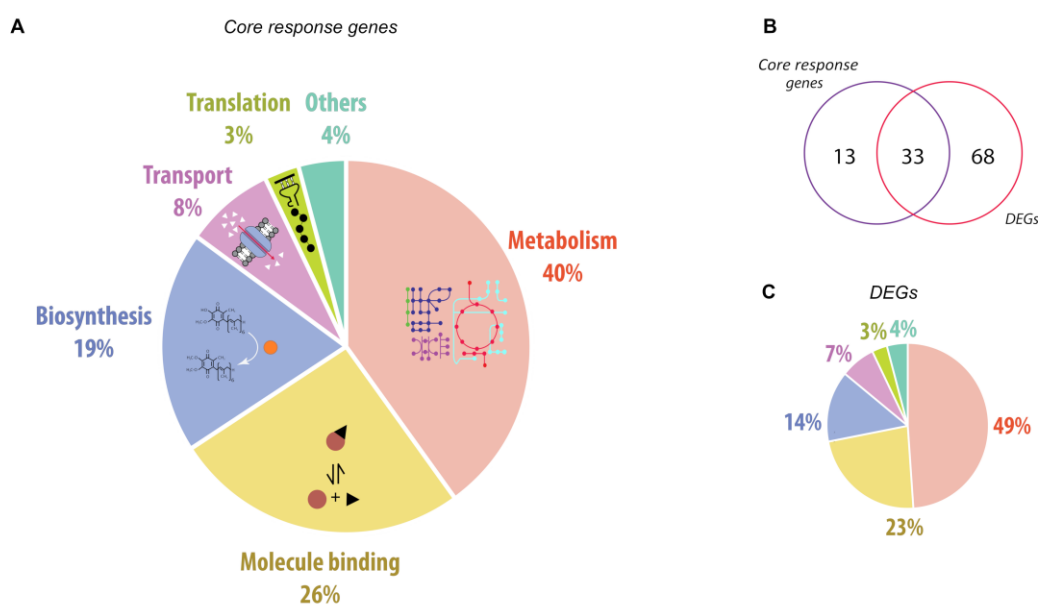 A
Core response genes
Translation
3%
Others
4%
Transport
8%
Metabolism
40%
Biosynthesis
19%
+
Molecule binding
26%
B
Core response
genes
13
33
68
DEGs
C
DEGs
3%
4%
7%
14%
49%
23%